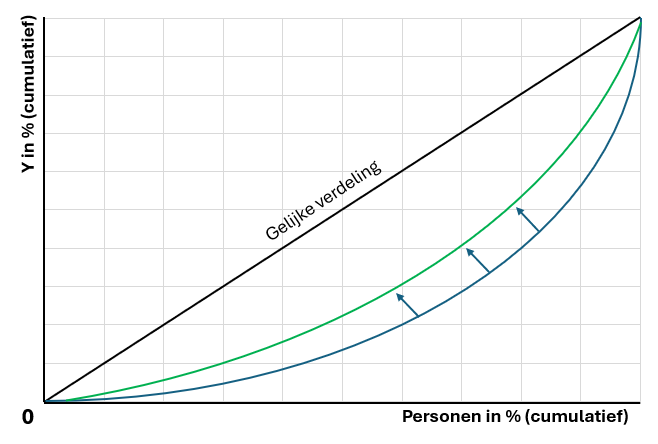 Y in % (cumulatief)
Gelijke verdeling
0
Personen in % (cumulatief)